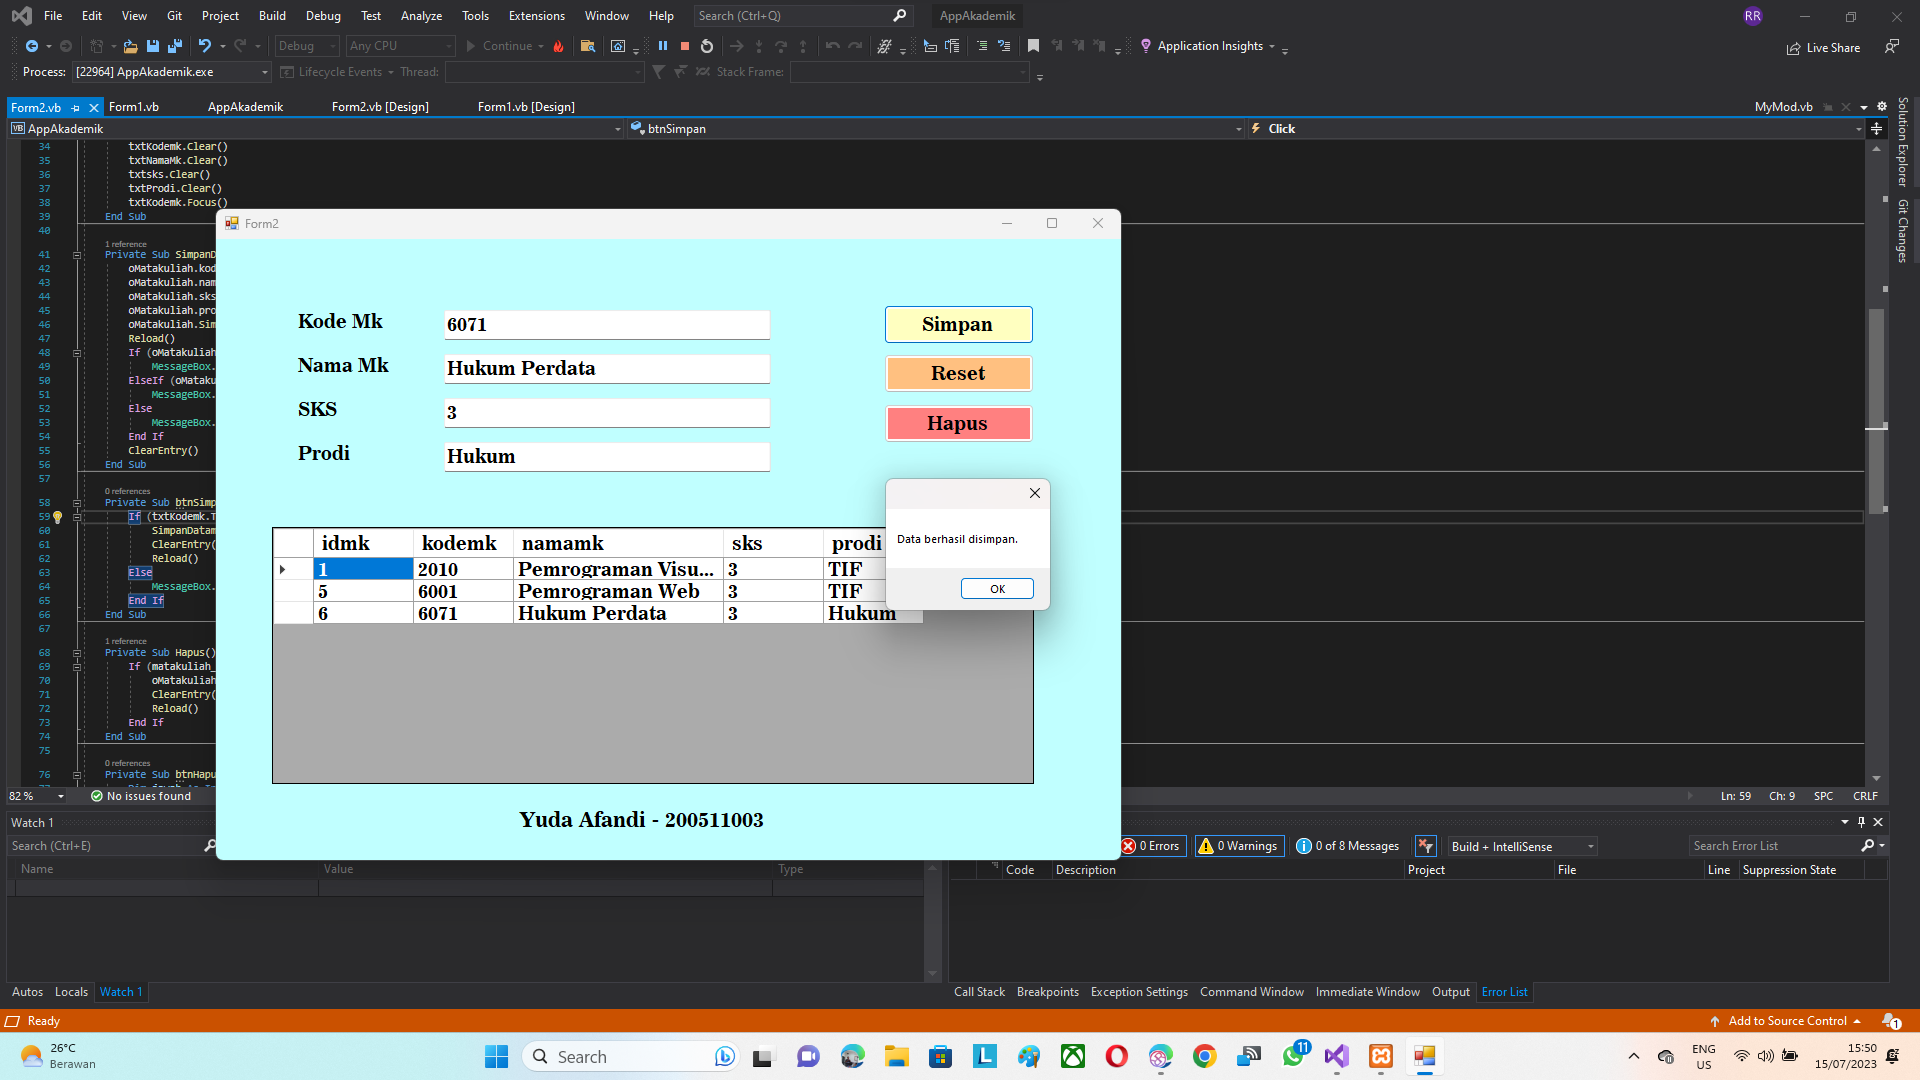 File Edit View Git Project Build Debug Test Analyze Tools Extensions Window Help Search (Ctrl+Q) AppAkademik RR
Debug Any CPU Continue Application Insights Live Share
Process: [22964] AppAkademik.exe Lifecycle Events Thread: Stack Frame:
Form2.vb Form1.vb AppAkademik Form2.vb [Design] Form1.vb [Design] MyMod.vb
VB AppAkademik btnSimpan Click
Solution Explorer
Git Changes
34 txtKodemk.Clear()
35 txtNamaMk.Clear()
36 txtsks.Clear()
37 txtProdi.Clear()
38 txtKodemk.Focus()
39 End Sub
40
1 reference
41 Private Sub SimpanD
42 oMatakuliah.kod
43 oMatakuliah.nam
44 oMatakuliah.sks
45 oMatakuliah.pro
46 oMatakuliah.Sim
47 Reload()
48 If (oMatakuliah
49 MessageBox.
50 ElseIf (oMataku
51 MessageBox.
52 Else
53 MessageBox.
54 End If
55 ClearEntry()
56 End Sub
57
0 references
58 Private Sub btnSimp
59 If (txtKodemk.T
60 SimpanDatam
61 ClearEntry(
62 Reload()
63 Else
64 MessageBox.
65 End If
66 End Sub
67
1 reference
68 Private Sub Hapus()
69 If (matakuliah_
70 oMatakuliah
71 ClearEntry(
72 Reload()
73 End If
74 End Sub
75
0 references
76 Private Sub btnHapu
Form2
Kode Mk 6071 Simpan
Nama Mk Hukum Perdata Reset
SKS 3 Hapus
Prodi Hukum
idmk kodemk namamk sks prodi
1 2010 Pemrograman Visu... 3 TIF
5 6001 Pemrograman Web 3 TIF
6 6071 Hukum Perdata 3 Hukum
Data berhasil disimpan.
OK
Yuda Afandi - 200511003
82 % No issues found Ln: 59 Ch: 9 SPC CRLF
Watch 1
Search (Ctrl+E)
Name Value Type
0 Errors 0 Warnings 0 of 8 Messages Build + IntelliSense Search Error List
Code Description Project File Line Suppression State
Autos Locals Watch 1 Call Stack Breakpoints Exception Settings Command Window Immediate Window Output Error List
Ready Add to Source Control 1
26°C
Berawan
Search
L
11
ENG
US
15:50
15/07/2023